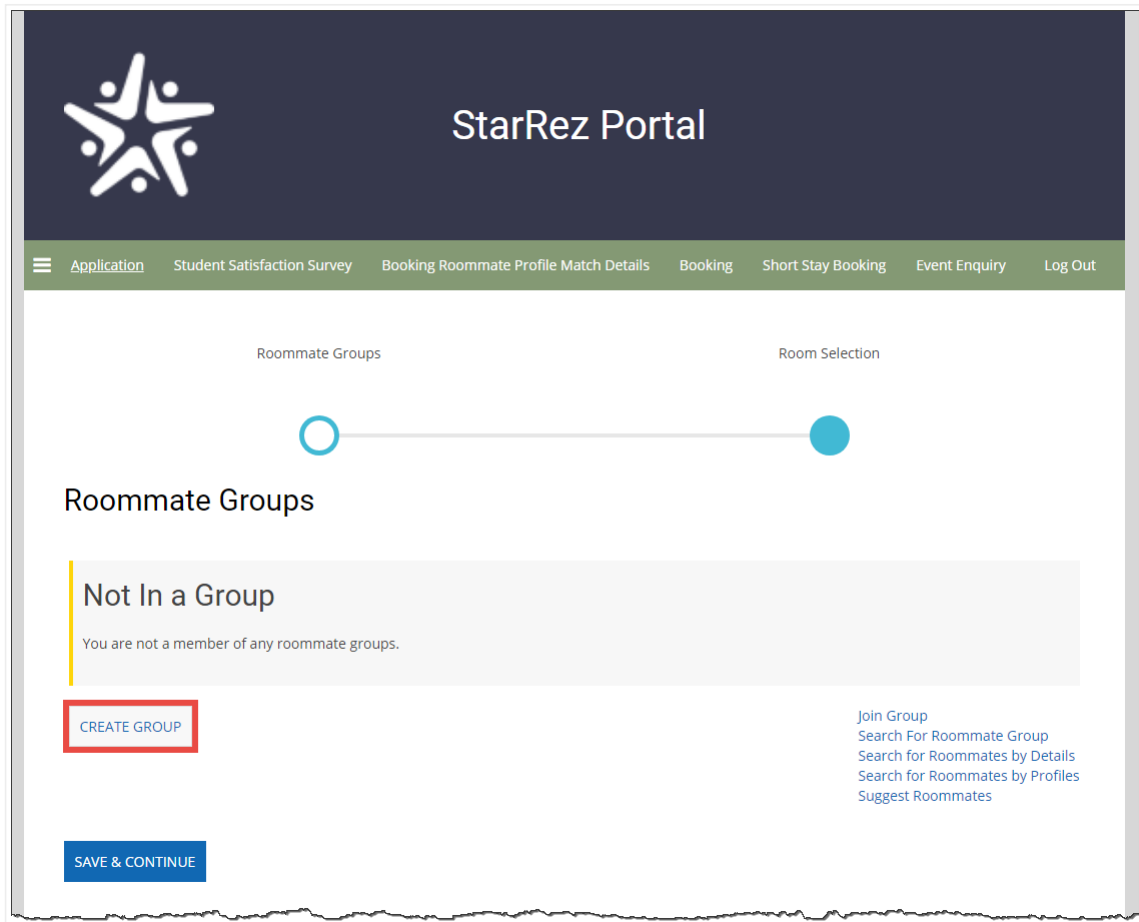 StarRez Portal
Application Student Satisfaction Survey Booking Roommate Profile Match Details Booking Short Stay Booking Event Enquiry Log Out
Roommate Groups Room Selection
Roommate Groups
Not In a Group
You are not a member of any roommate groups.
CREATE GROUP
Join Group
Search For Roommate Group
Search for Roommates by Details
Search for Roommates by Profiles
Suggest Roommates
SAVE & CONTINUE